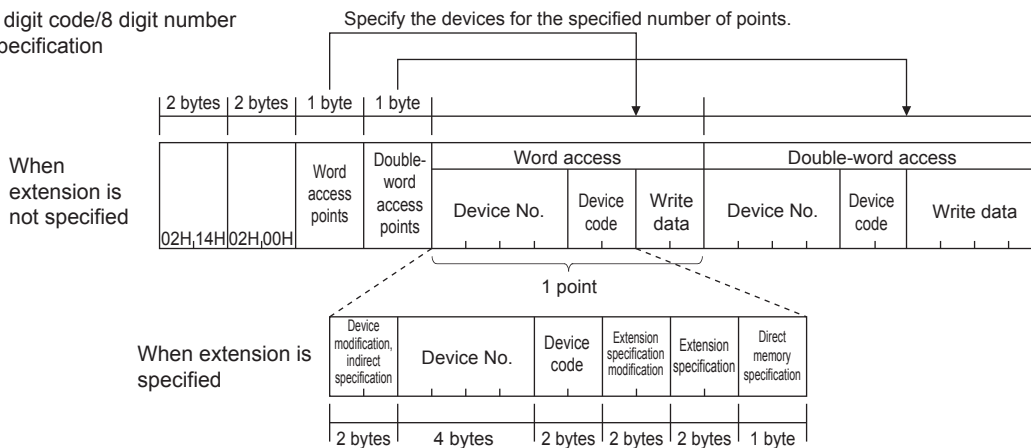 digit code/8 digit number
pecification
Specify the devices for the specified number of points.
2 bytes 2 bytes 1 byte 1 byte
When
extension is
not specified
02H,14H 02H,00H
Word
access
points
Double-
word
access
points
Word access
Device No.
Device
code
Write
data
Double-word access
Device No.
Device
code
Write data
1 point
When extension is
specified
Device
modification,
indirect
specification
Device No.
Device
code
Extension
specification
modification
Extension
specification
Direct
memory
specification
2 bytes 4 bytes 2 bytes 2 bytes 2 bytes 1 byte